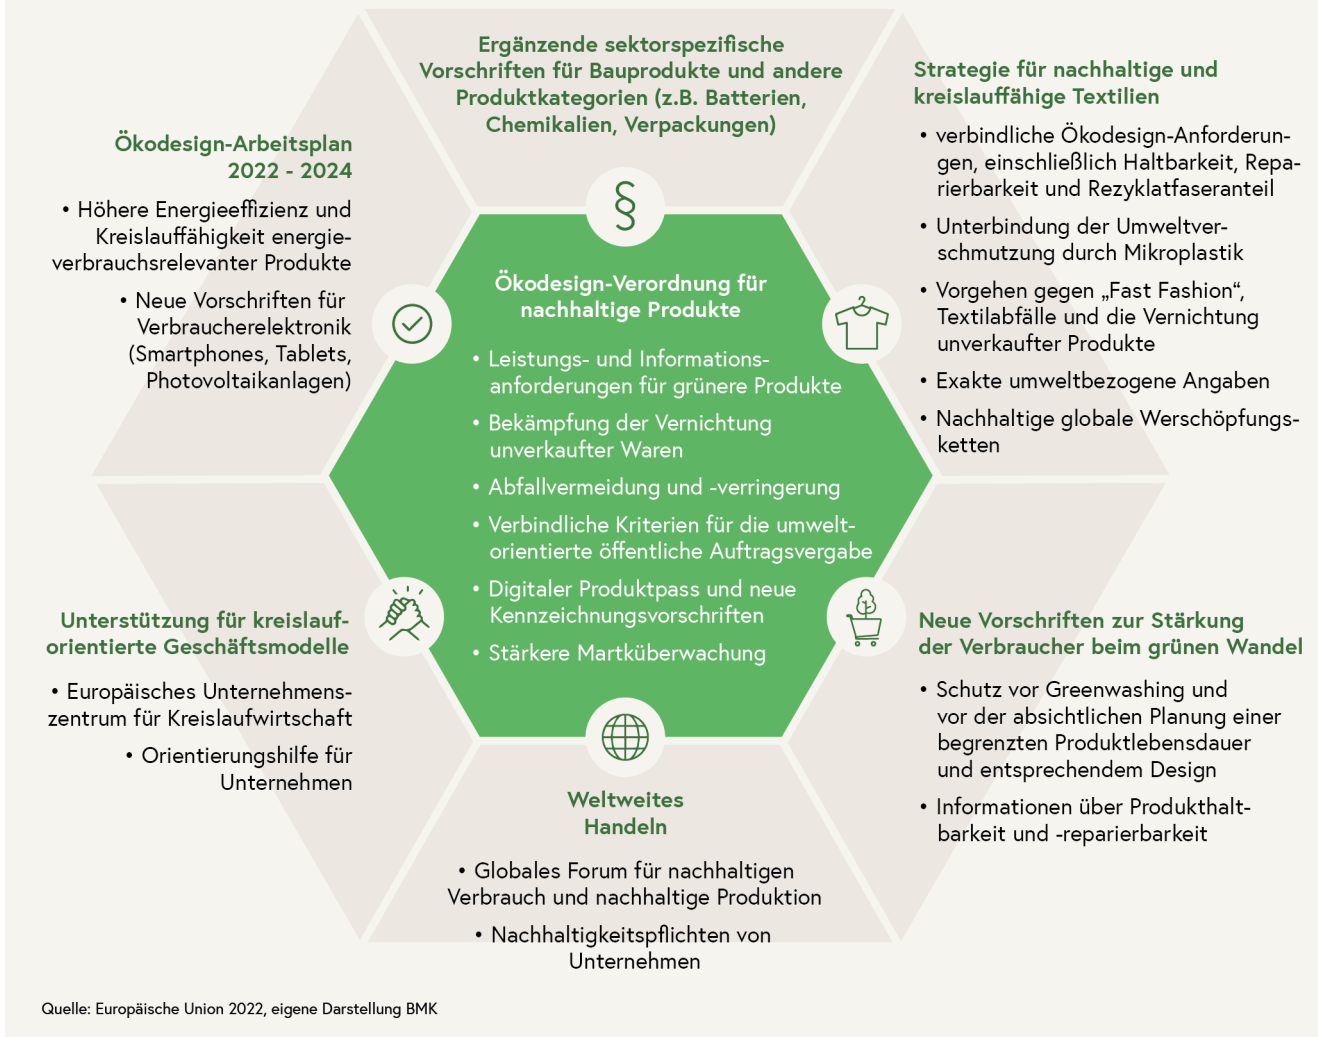 Ergänzende sektorspezifische
Vorschriften für Bauprodukte und andere
Produktkategorien (z.B. Batterien,
Chemikalien, Verpackungen)
§
Ökodesign-Arbeitsplan
2022 - 2024
• Höhere Energieeffizienz und
Kreislauffähigkeit energie-
verbrauchsrelevanter Produkte
• Neue Vorschriften für
Verbraucherelektronik
(Smartphones, Tablets,
Photovoltaikanlagen)
Strategie für nachhaltige und
kreislauffähige Textilien
• verbindliche Ökodesign-Anforderun-
gen, einschließlich Haltbarkeit, Repa-
rierbarkeit und Rezyklatfaseranteil
• Unterbindung der Umweltver-
schmutzung durch Mikroplastik
• Vorgehen gegen „Fast Fashion“,
Textilabfälle und die Vernichtung
unverkaufter Produkte
• Exakte umweltbezogene Angaben
• Nachhaltige globale Werschöpfungs-
ketten
Ökodesign-Verordnung für
nachhaltige Produkte
• Leistungs- und Informations-
anforderungen für grünere Produkte
• Bekämpfung der Vernichtung
unverkaufter Waren
• Abfallvermeidung und -verringerung
• Verbindliche Kriterien für die umwelt-
orientierte öffentliche Auftragsvergabe
• Digitaler Produktpass und neue
Kennzeichnungsvorschriften
• Stärkere Martküberwachung
Unterstützung für kreislauf-
orientierte Geschäftsmodelle
• Europäisches Unternehmens-
zentrum für Kreislaufwirtschaft
• Orientierungshilfe für
Unternehmen
Neue Vorschriften zur Stärkung
der Verbraucher beim grünen Wandel
• Schutz vor Greenwashing und
vor der absichtlichen Planung einer
begrenzten Produktlebensdauer
und entsprechendem Design
• Informationen über Produkthalt-
barkeit und -reparierbarkeit
Weltweites
Handeln
• Globales Forum für nachhaltigen
Verbrauch und nachhaltige Produktion
• Nachhaltigkeitspflichten von
Unternehmen
Quelle: Europäische Union 2022, eigene Darstellung BMK